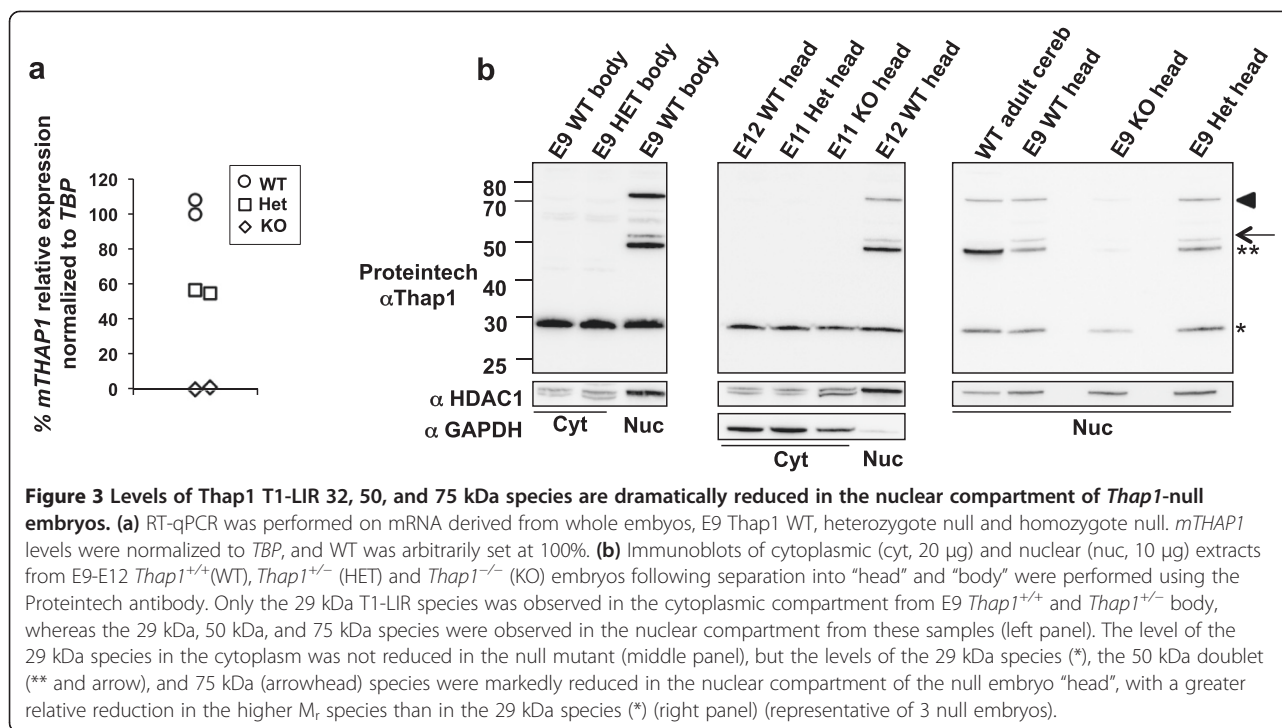 a
b
% mTHAP1 relative expression
normalized to TBP
120
100
80
60
40
20
0
WT
Het
KO
E9 WT body
E9 HET body
E9 WT body
E12 WT head
E11 Het head
E11 KO head
E12 WT head
WT adult cereb
E9 WT head
E9 KO head
E9 Het head
80
70
50
40
30
25
Proteintech
αThap1
**
*
α HDAC1
α GAPDH
Cyt
Nuc
Cyt
Nuc
Nuc
Figure 3 Levels of Thap1 T1-LIR 32, 50, and 75 kDa species are dramatically reduced in the nuclear compartment of Thap1-null
embryos. (a) RT-qPCR was performed on mRNA derived from whole embyos, E9 Thap1 WT, heterozygote null and homozygote null. mTHAP1
levels were normalized to TBP, and WT was arbitrarily set at 100%. (b) Immunoblots of cytoplasmic (cyt, 20 μg) and nuclear (nuc, 10 μg) extracts
from E9-E12 Thap1+/+(WT), Thap1+/− (HET) and Thap1−/− (KO) embryos following separation into “head” and “body” were performed using the
Proteintech antibody. Only the 29 kDa T1-LIR species was observed in the cytoplasmic compartment from E9 Thap1+/+ and Thap1+/− body,
whereas the 29 kDa, 50 kDa, and 75 kDa species were observed in the nuclear compartment from these samples (left panel). The level of the
29 kDa species in the cytoplasm was not reduced in the null mutant (middle panel), but the levels of the 29 kDa species (*), the 50 kDa doublet
(** and arrow), and 75 kDa (arrowhead) species were markedly reduced in the nuclear compartment of the null embryo “head”, with a greater
relative reduction in the higher Mr species than in the 29 kDa species (*) (right panel) (representative of 3 null embryos).